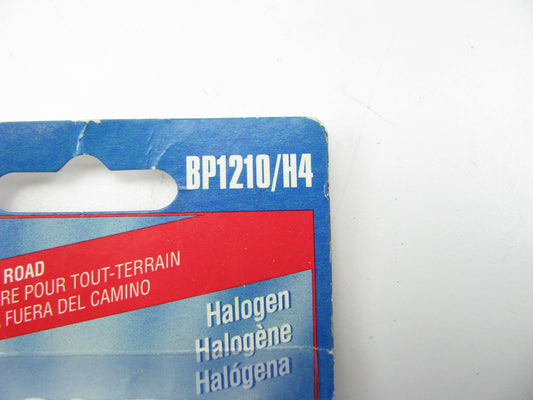 BP1210/H4
ROAD
RE POUR TOUT-TERRAIN
FUERA DEL CAMINO
Halogen
Halogène
Halógena